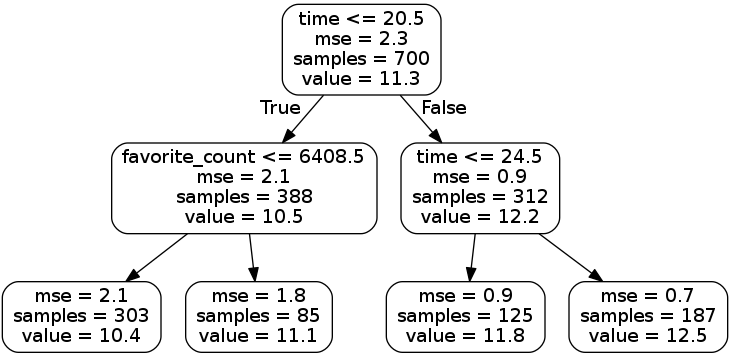 time <= 20.5
mse = 2.3
samples = 700
value = 11.3
True
False
favorite_count <= 6408.5
mse = 2.1
samples = 388
value = 10.5
time <= 24.5
mse = 0.9
samples = 312
value = 12.2
mse = 2.1
samples = 303
value = 10.4
mse = 1.8
samples = 85
value = 11.1
mse = 0.9
samples = 125
value = 11.8
mse = 0.7
samples = 187
value = 12.5